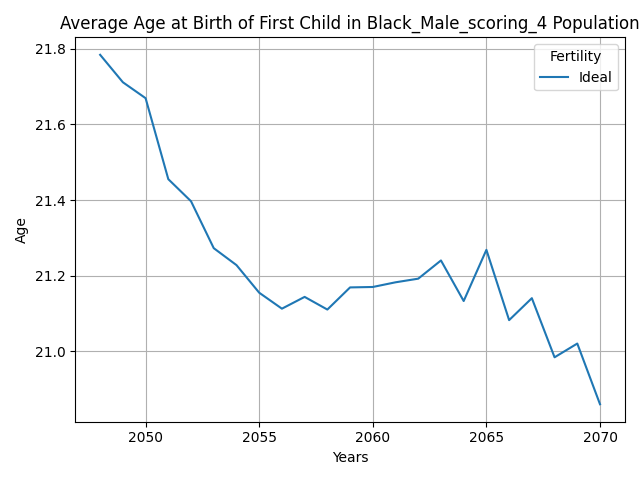 Average Age at Birth of First Child in Black_Male_scoring_4 Population
21.8
21.6
21.4
21.2
21.0
Age
Fertility
Ideal
2050 2055 2060 2065 2070
Years